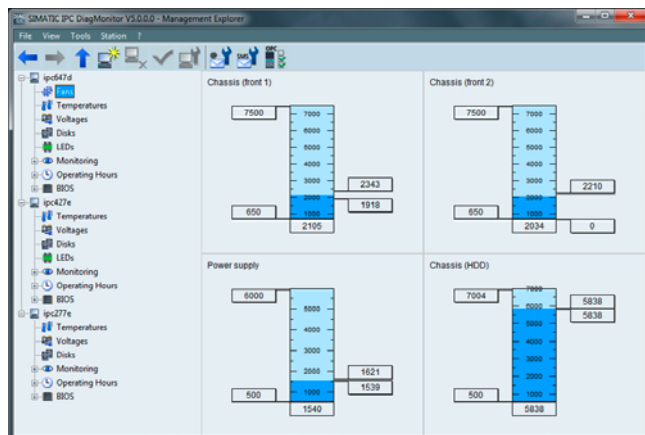 SIMATIC IPC DiagMonitor V5.0.0.0 - Management Explorer
File View Tools Station ?
SMS OPC
ipc647d
Fans
Temperatures
Voltages
Disks
LEDs
Monitoring
Operating Hours
BIOS
ipc427e
Temperatures
Voltages
Disks
LEDs
Monitoring
Operating Hours
BIOS
ipc277e
Temperatures
Voltages
Disks
Monitoring
Operating Hours
BIOS
Chassis (front 1)
7500
7000
6000
5000
4000
3000
2343
2000
1918
650
1000
2105
Chassis (front 2)
7500
7000
6000
5000
4000
3000
2210
2000
650
1000
2034
0
Power supply
6000
5000
4000
3000
2000
1621
1539
500
1000
1540
Chassis (HDD)
7004
7000
6000
5838
5838
5000
4000
3000
2000
500
1000
5838